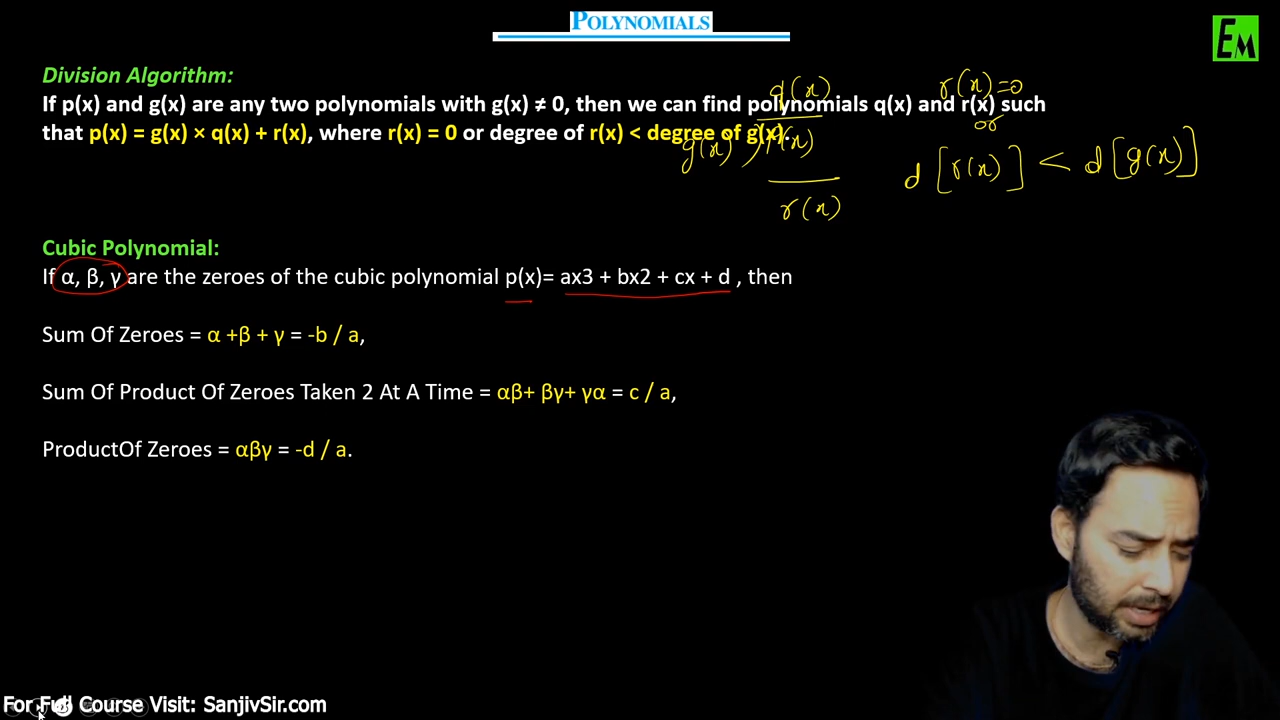 POLYNOMIALS
EM
Division Algorithm:
If p(x) and g(x) are any two polynomials with g(x) ≠ 0, then we can find polynomials q(x) and r(x) such
that p(x) = g(x) × q(x) + r(x), where r(x) = 0 or degree of r(x) < degree of g(x).
q(x)
g(x) ) p(x)
r(x)
r(x)=0
or
d [r(x)] < d[g(x)]
Cubic Polynomial:
If α, β, γ are the zeroes of the cubic polynomial p(x)= ax3 + bx2 + cx + d , then
Sum Of Zeroes = α +β + γ = -b / a,
Sum Of Product Of Zeroes Taken 2 At A Time = αβ+ βγ+ γα = c / a,
ProductOf Zeroes = αβγ = -d / a.
For Full Course Visit: SanjivSir.com